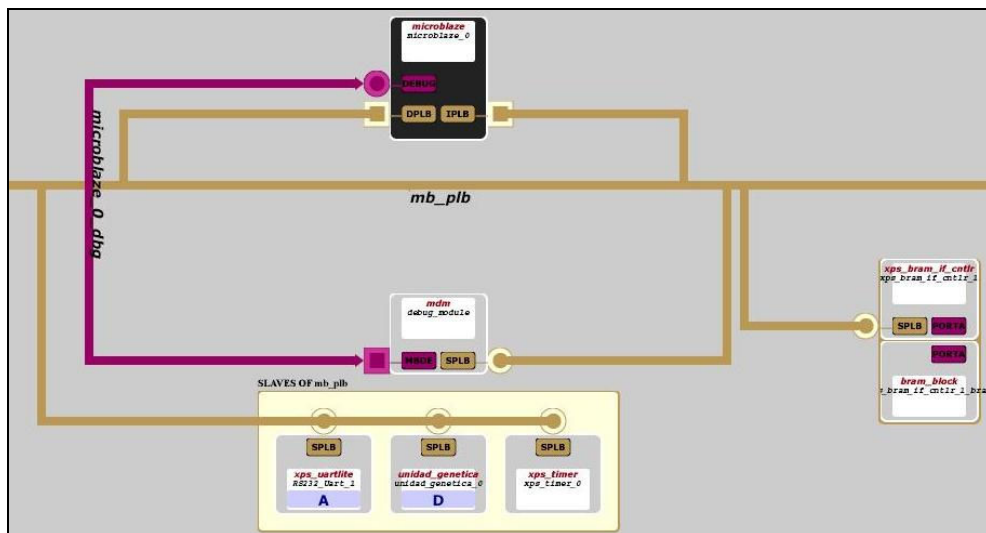 microblaze
microblaze_0
DEBUG
DPLB IPLB
microblaze_0_dbg
mb_plb
xps_bram_if_cntlr
xps_bram_if_cntlr_1
SPLB PORTA
PORTA
bram_block
s_bram_if_cntlr_1_bra
mdm
debug_module
SPLB
SLAVES OF mb_plb
SPLB SPLB SPLB
xps_uartlite
RS232_Uart_1
A
unidad_genetica
unidad_genetica_0
D
xps_timer
xps_timer_0